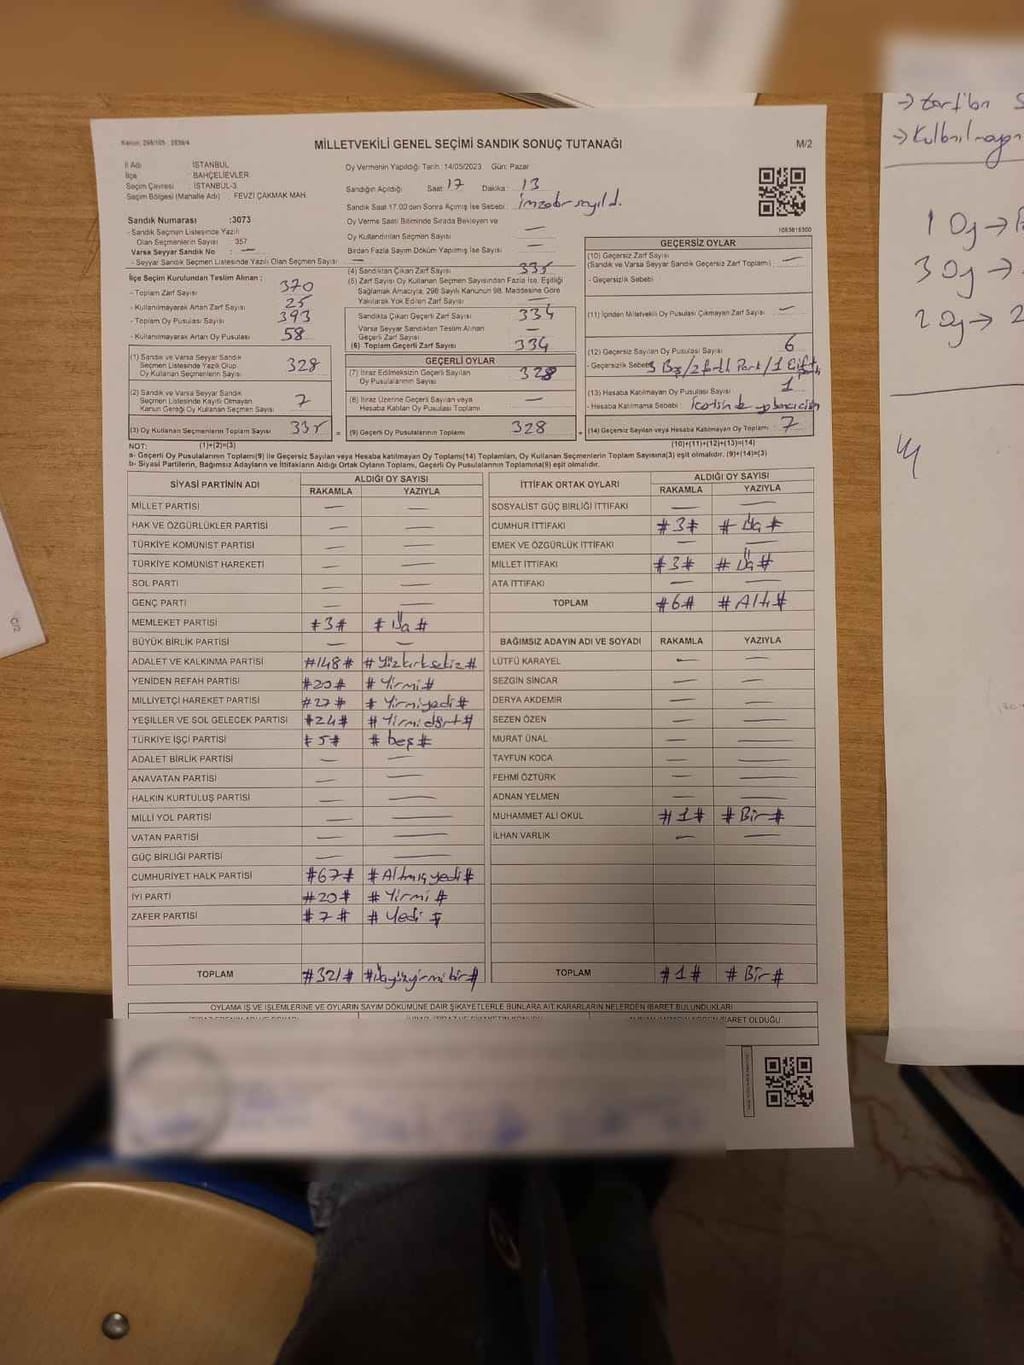 MİLLETVEKİLİ GENEL SEÇİMİ SANDIK SONUÇ TUTANAĞI
M/2
İl Adı : İSTANBUL
İlçe : BAHÇELİEVLER
Seçim Çevresi : İSTANBUL-3
Seçim Bölgesi (Mahalle Adı) : FEVZİ ÇAKMAK MAH.
Sandık Numarası :3073
- Sandık Seçmen Listesinde Yazılı
Olan Seçmenlerin Sayısı : 357
Varsa Seyyar Sandık No : —
- Seyyar Sandık Seçmen Listesinde Yazılı Olan Seçmen Sayısı : —
İlçe Seçim Kurulundan Teslim Alınan ;
- Toplam Zarf Sayısı : 370
- Kullanılmayarak Artan Zarf Sayısı : 25
- Toplam Oy Pusulası Sayısı : 393
- Kullanılmayarak Artan Oy Pusulası : 58
(1) Sandık ve Varsa Seyyar Sandık
Seçmen Listesinde Yazılı Olup
Oy Kullanan Seçmenlerin Sayısı : 328
(2) Sandık ve Varsa Seyyar Sandık
Seçmen Listesinde Kayıtlı Olmayan
Kanun Gereği Oy Kullanan Seçmen Sayısı : 7
(3) Oy Kullanan Seçmenlerin Toplam Sayısı : 335
Oy Vermenin Yapıldığı Tarih :14/05/2023 Gün: Pazar
Sandığın Açıldığı Saat : 17 Dakika : 13
Sandık Saat 17.00'den Sonra Açılmış İse Sebebi : İmzalar sayıldı.
Oy Verme Saati Bitiminde Sırada Bekleyen ve
Oy Kullandırılan Seçmen Sayısı : —
Birden Fazla Sayım Döküm Yapılmış İse Sayısı : —
(4) Sandıktan Çıkan Zarf Sayısı : 335
(5) Zarf Sayısı Oy Kullanan Seçmen Sayısından Fazla İse, Eşitliği
Sağlamak Amacıyla; 298 Sayılı Kanunun 98. Maddesine Göre
Yakılarak Yok Edilen Zarf Sayısı : —
Sandıkta Çıkan Geçerli Zarf Sayısı : 334
Varsa Seyyar Sandıktan Teslim Alınan
Geçerli Zarf Sayısı : —
(6) Toplam Geçerli Zarf Sayısı : 334
GEÇERLİ OYLAR
(7) İtiraz Edilmeksizin Geçerli Sayılan
Oy Pusulalarının Sayısı : 328
(8) İtiraz Üzerine Geçerli Sayılan veya
Hesaba Katılan Oy Pusulası Toplamı : —
= (9) Geçerli Oy Pusulalarının Toplamı : 328
1083615300
GEÇERSİZ OYLAR
(10) Geçersiz Zarf Sayısı
(Sandık ve Varsa Seyyar Sandık Geçersiz Zarf Toplamı) : —
- Geçersizlik Sebebi :
(11) İçinden Milletvekili Oy Pusulası Çıkmayan Zarf Sayısı : —
(12) Geçersiz Sayılan Oy Pusulası Sayısı : 6
- Geçersizlik Sebebi : 3 Boş/2 farklı Parti/1 Çift
(13) Hesaba Katılmayan Oy Pusulası Sayısı : 1
- Hesaba Katılmama Sebebi :
+ (14) Geçersiz Sayılan veya Hesaba Katılmayan Oy Toplamı : 7
NOT: (1)+(2)=(3) (10)+(11)+(12)+(13)=(14)
a- Geçerli Oy Pusulalarının Toplamı(9) ile Geçersiz Sayılan veya Hesaba Katılmayan Oy Toplamı(14) Toplamları, Oy Kullanan Seçmenlerin Toplam Sayısına(3) eşit olmalıdır. (9)+(14)=(3)
b- Siyasi Partilerin, Bağımsız Adayların ve İttifakların Aldığı Ortak Oyların Toplamı, Geçerli Oy Pusulalarının Toplamına(9) eşit olmalıdır.
SİYASİ PARTİNİN ADI ALDIĞI OY SAYISI
RAKAMLA YAZIYLA
MİLLET PARTİSİ — —
HAK VE ÖZGÜRLÜKLER PARTİSİ — —
TÜRKİYE KOMÜNİST PARTİSİ — —
TÜRKİYE KOMÜNİST HAREKETİ — —
SOL PARTİ — —
GENÇ PARTİ — —
MEMLEKET PARTİSİ #3# #Üç#
BÜYÜK BİRLİK PARTİSİ — —
ADALET VE KALKINMA PARTİSİ #148# #Yüzkırksekiz#
YENİDEN REFAH PARTİSİ #20# #Yirmi#
MİLLİYETÇİ HAREKET PARTİSİ #27# #Yirmiyedi#
YEŞİLLER VE SOL GELECEK PARTİSİ #24# #Yirmidört#
TÜRKİYE İŞÇİ PARTİSİ #5# #beş#
ADALET BİRLİK PARTİSİ — —
ANAVATAN PARTİSİ — —
HALKIN KURTULUŞ PARTİSİ — —
MİLLİ YOL PARTİSİ — —
VATAN PARTİSİ — —
GÜÇ BİRLİĞİ PARTİSİ — —
CUMHURİYET HALK PARTİSİ #67# #Altmışyedi#
İYİ PARTİ #20# #Yirmi#
ZAFER PARTİSİ #7# #Yedi#
TOPLAM #321# #Üçyüzyirmibir#
İTTİFAK ORTAK OYLARI ALDIĞI OY SAYISI
RAKAMLA YAZIYLA
SOSYALİST GÜÇ BİRLİĞİ İTTİFAKI — —
CUMHUR İTTİFAKI #3# #Üç#
EMEK VE ÖZGÜRLÜK İTTİFAKI — —
MİLLET İTTİFAKI #3# #Üç#
ATA İTTİFAKI — —
TOPLAM #6# #Altı#
BAĞIMSIZ ADAYIN ADI VE SOYADI RAKAMLA YAZIYLA
LÜTFÜ KARAYEL — —
SEZGİN SİNCAR — —
DERYA AKDEMİR — —
SEZEN ÖZEN — —
MURAT ÜNAL — —
TAYFUN KOCA — —
FEHMİ ÖZTÜRK — —
ADNAN YELMEN — —
MUHAMMET ALİ OKUL #1# #Bir#
İLHAN VARLIK — —
TOPLAM #1# #Bir#
OYLAMA İŞ VE İŞLEMLERİNE VE OYLARIN SAYIM DÖKÜMÜNE DAİR ŞİKAYETLERLE BUNLARA AİT KARARLARIN NELERDEN İBARET BULUNDUKLARI
1 Oy →
3 Oy →
2 Oy → 2